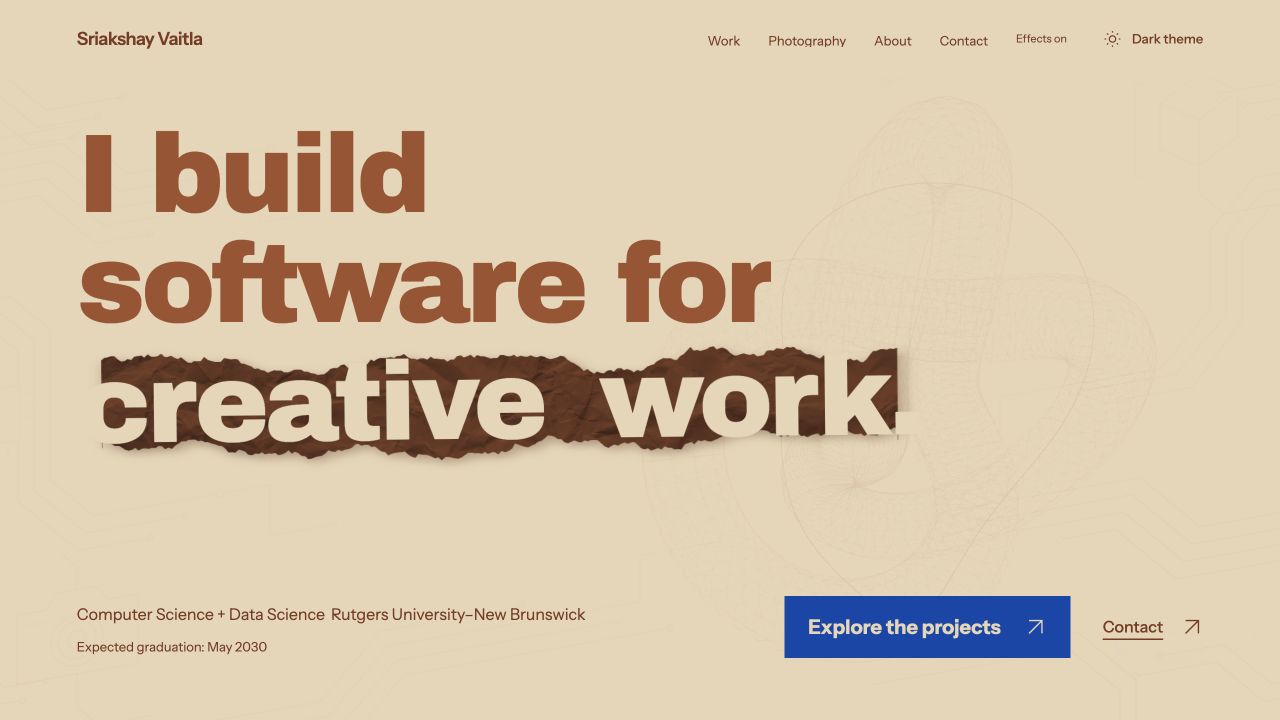 Sriakshay Vaitla
Work Photography About Contact Effects on Dark theme
I build
software for
creative work.
Computer Science + Data Science Rutgers University–New Brunswick
Expected graduation: May 2030
Explore the projects
Contact